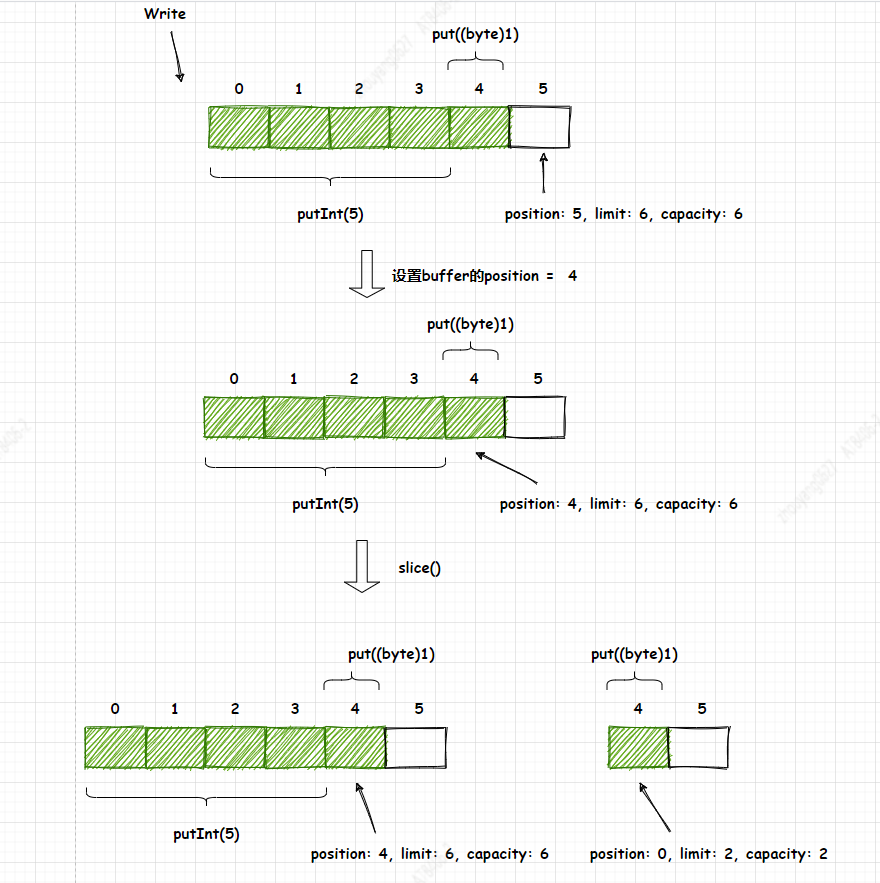 Write
put((byte)1)
0 1 2 3 4 5
putInt(5)
position: 5, limit: 6, capacity: 6
设置buffer的position = 4
put((byte)1)
0 1 2 3 4 5
putInt(5)
position: 4, limit: 6, capacity: 6
slice()
put((byte)1) put((byte)1)
0 1 2 3 4 5 4 5
putInt(5)
position: 4, limit: 6, capacity: 6 position: 0, limit: 2, capacity: 2